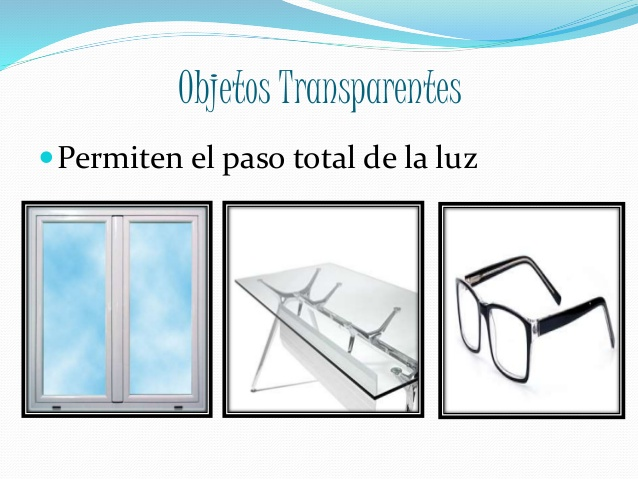 Objetos Transparentes
Permiten el paso total de la luz